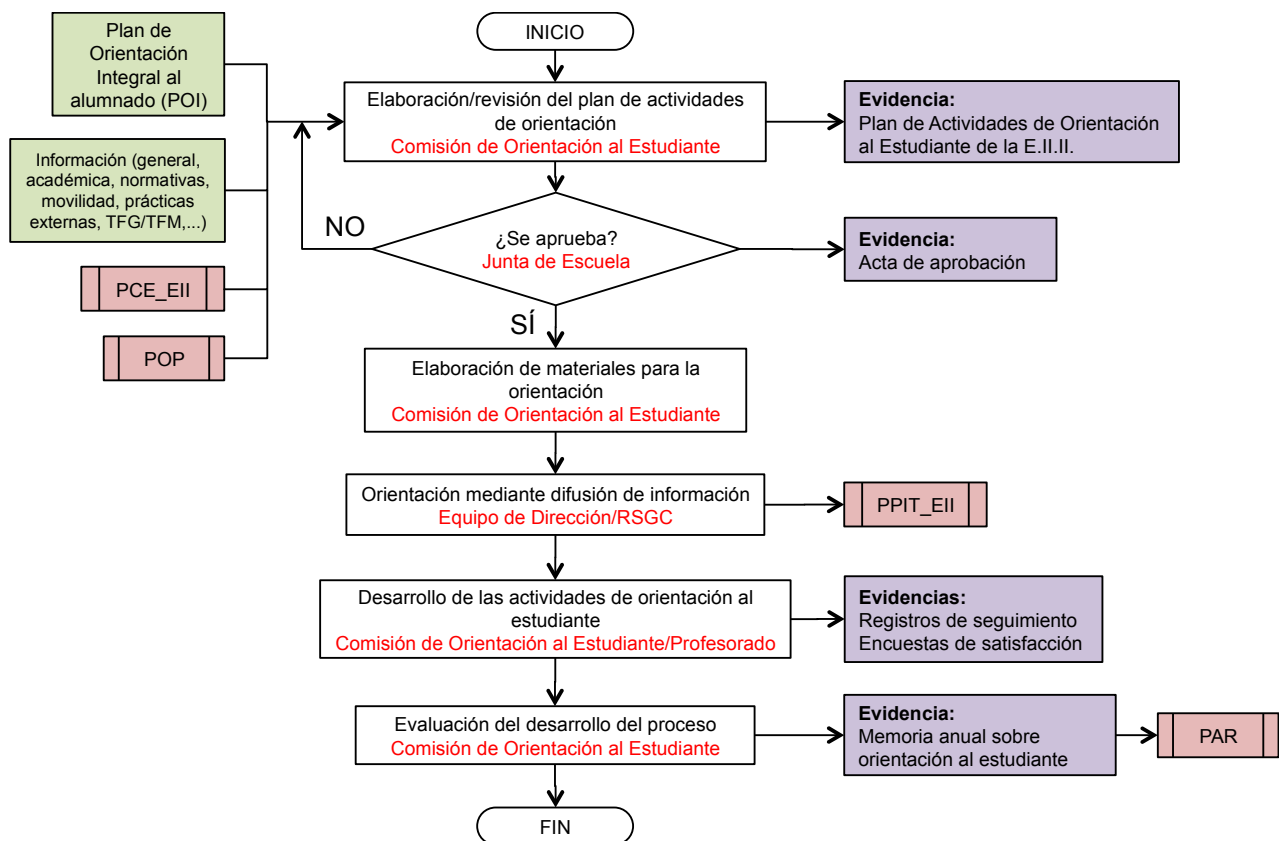 INICIO
Plan de
Orientación
Integral al
alumnado (POI)
Elaboración/revisión del plan de actividades
de orientación
Comisión de Orientación al Estudiante
Evidencia:
Plan de Actividades de Orientación
al Estudiante de la E.II.II.
Información (general,
académica, normativas,
movilidad, prácticas
externas, TFG/TFM,...)
NO
¿Se aprueba?
Junta de Escuela
Evidencia:
Acta de aprobación
PCE_EII
SÍ
POP
Elaboración de materiales para la
orientación
Comisión de Orientación al Estudiante
Orientación mediante difusión de información
Equipo de Dirección/RSGC
PPIT_EII
Desarrollo de las actividades de orientación al
estudiante
Comisión de Orientación al Estudiante/Profesorado
Evidencias:
Registros de seguimiento
Encuestas de satisfacción
Evaluación del desarrollo del proceso
Comisión de Orientación al Estudiante
Evidencia:
Memoria anual sobre
orientación al estudiante
PAR
FIN